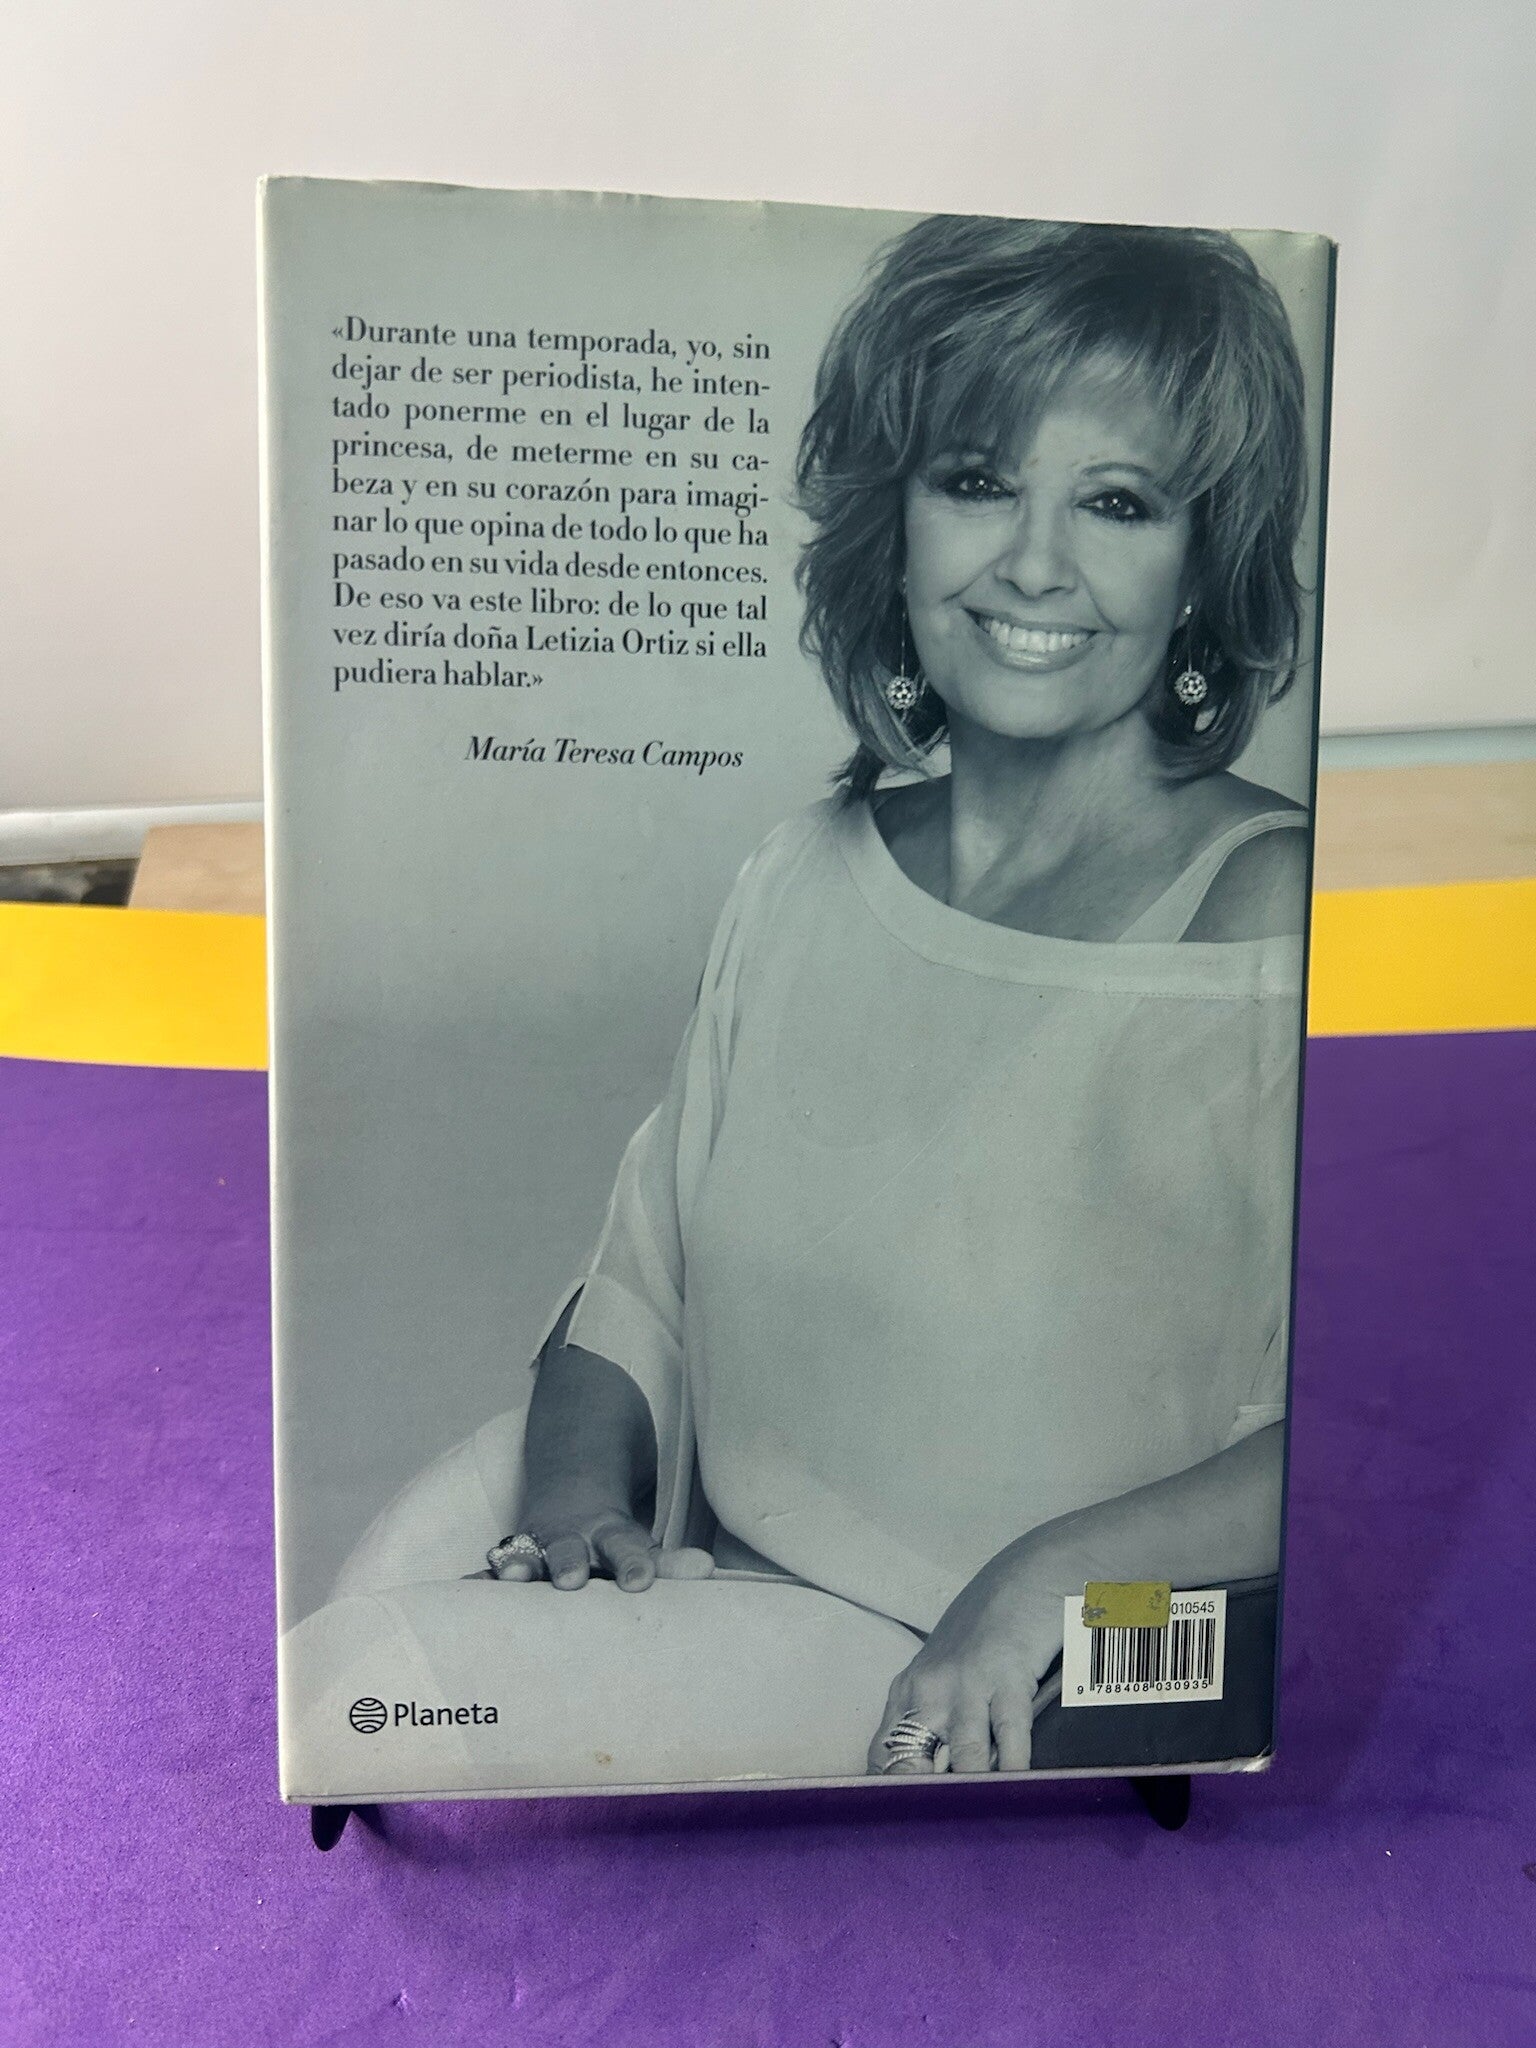 «Durante una temporada, yo, sin
dejar de ser periodista, he inten-
tado ponerme en el lugar de la
princesa, de meterme en su ca-
beza y en su corazón para imagi-
nar lo que opina de todo lo que ha
pasado en su vida desde entonces.
De eso va este libro: de lo que tal
vez diría doña Letizia Ortiz si ella
pudiera hablar.»
María Teresa Campos
010545
9 788408 030935
Planeta